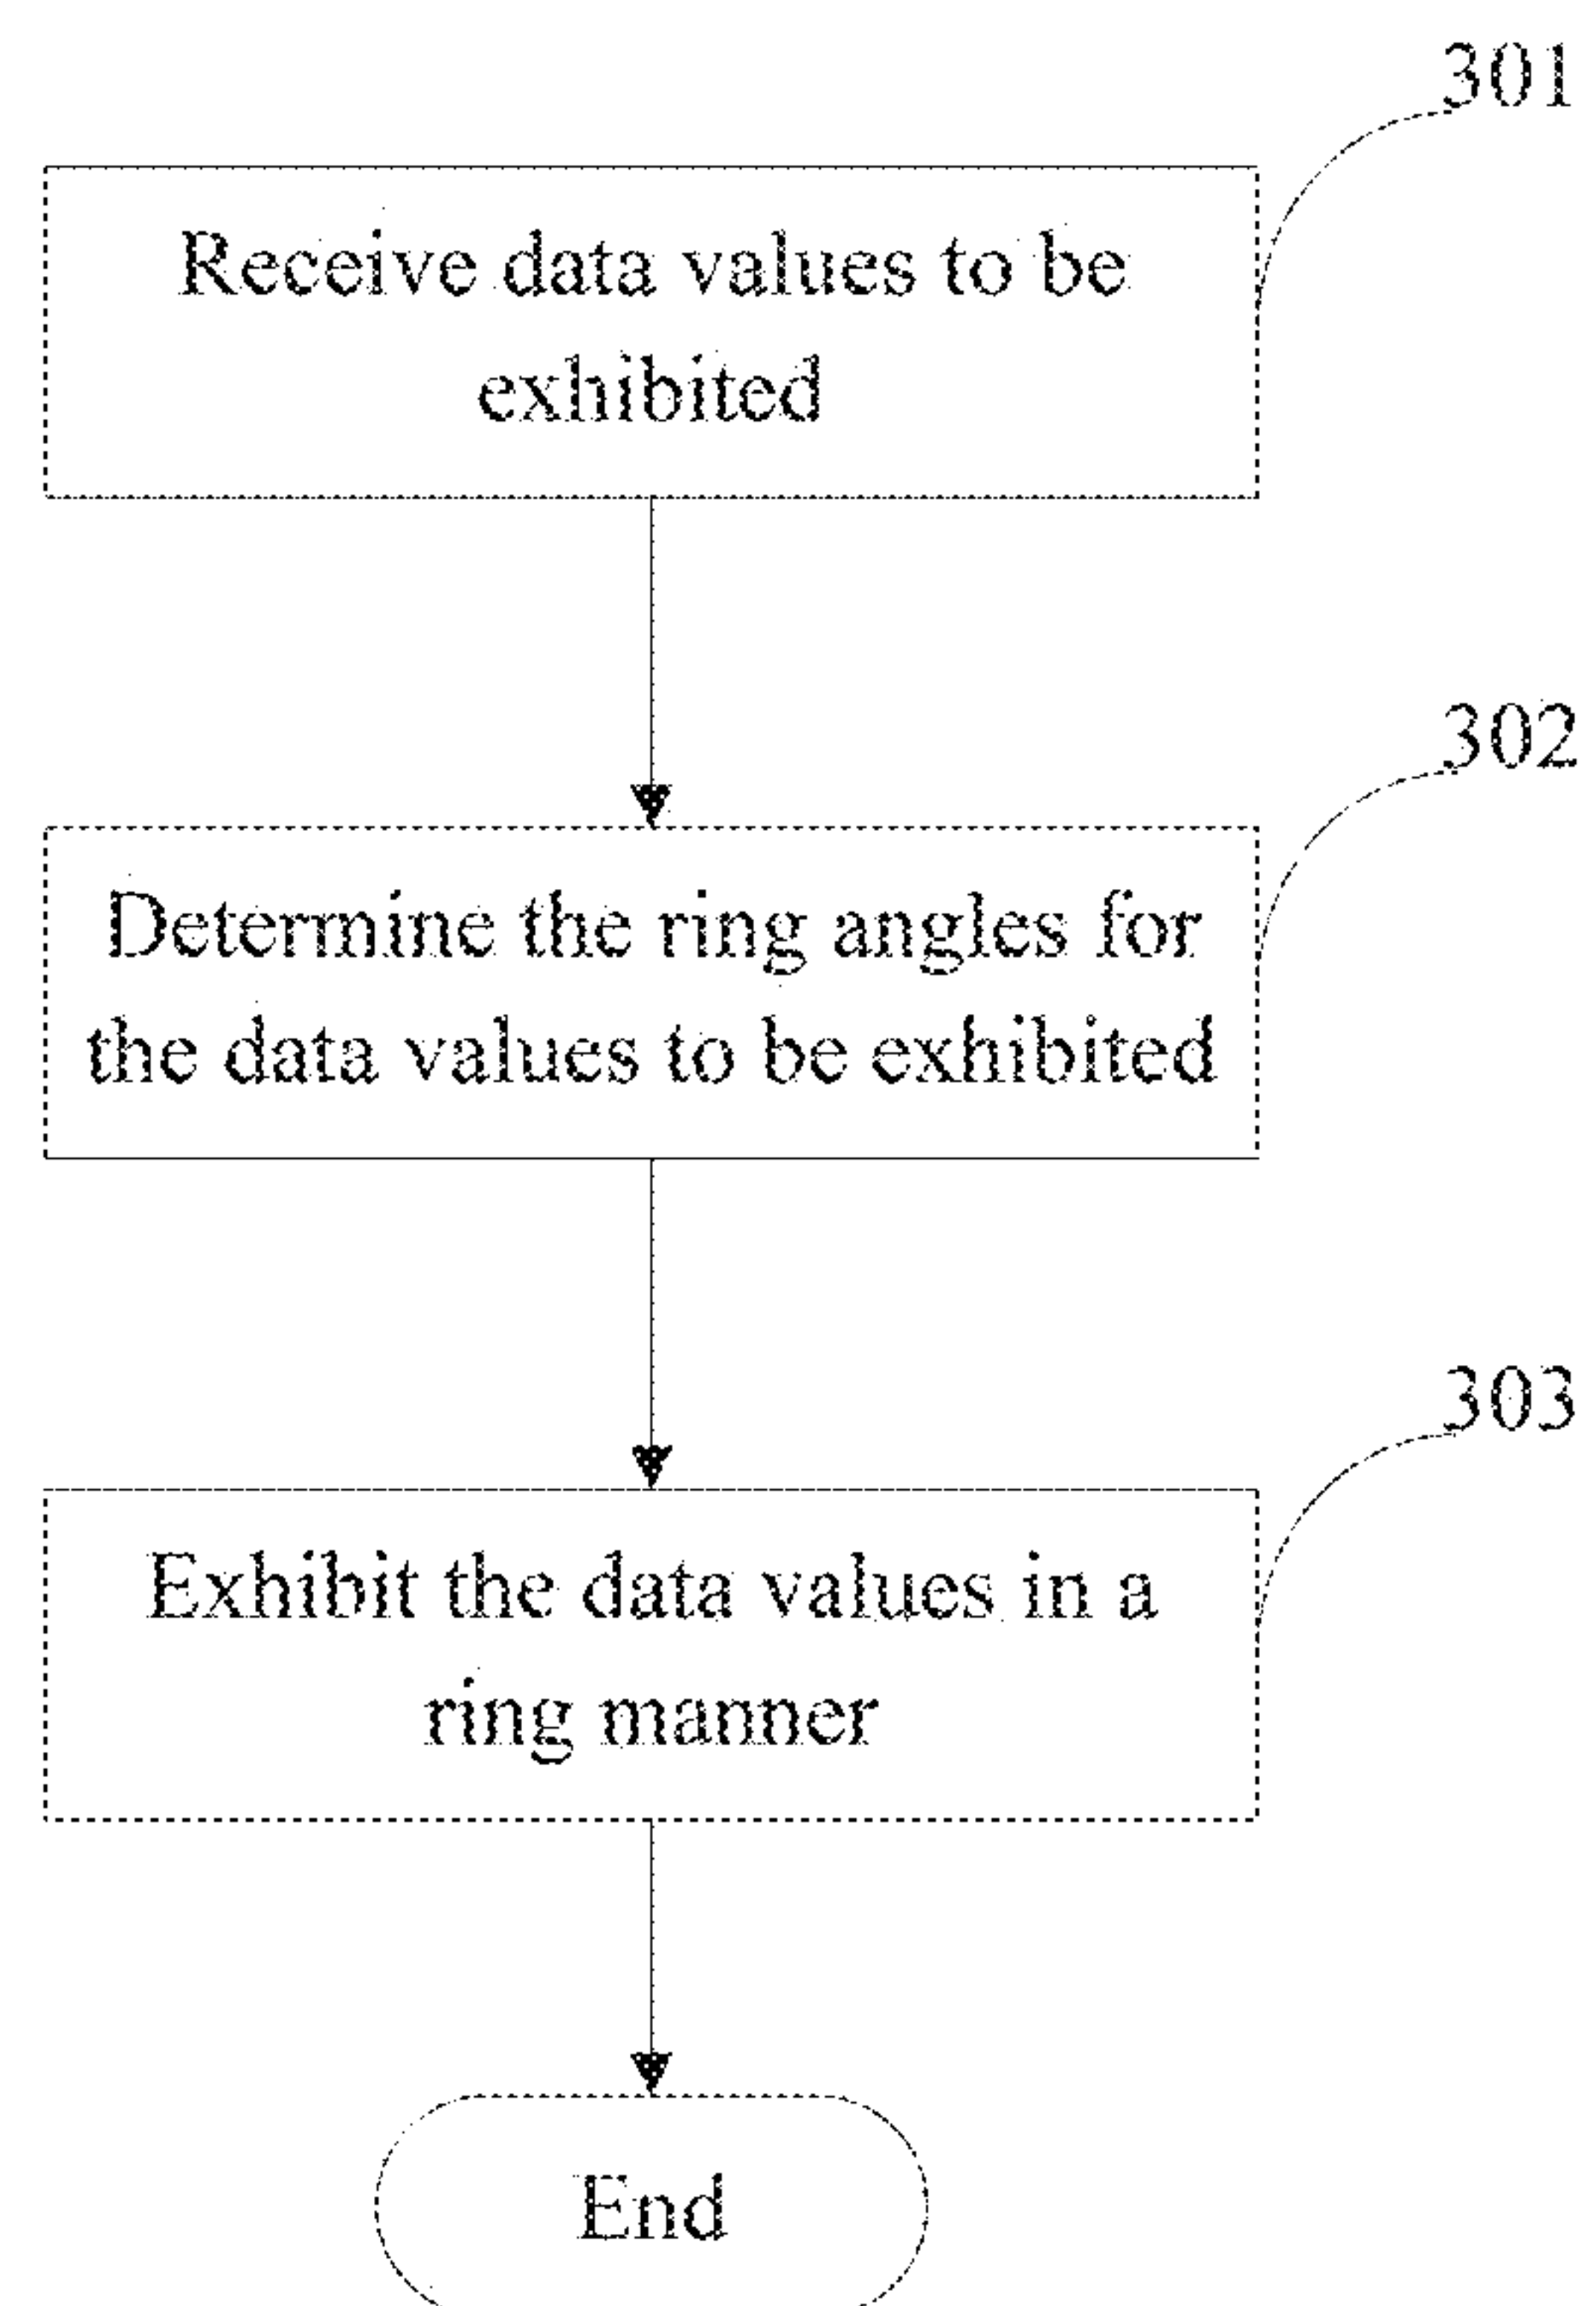 301
Receive data values to be
exhibited
302
Determine the ring angles for
the data values to be exhibited
303
Exhibit the data values in a
ring manner
End